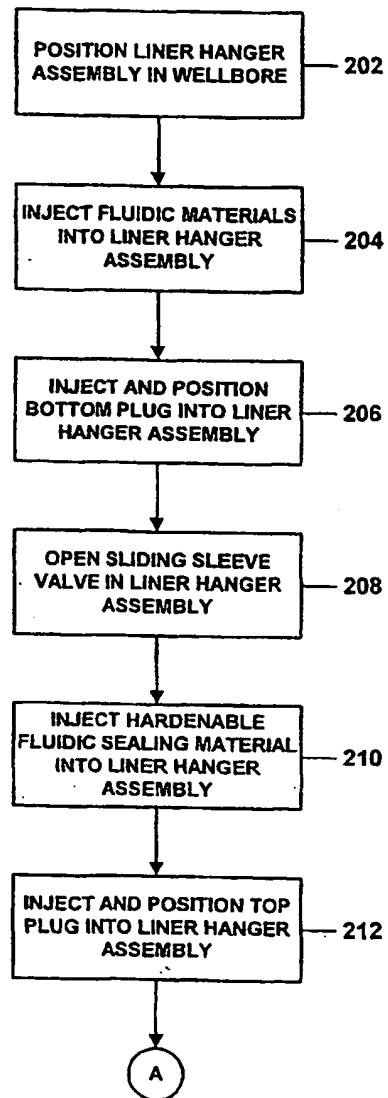 POSITION LINER HANGER
ASSEMBLY IN WELLBORE
202
INJECT FLUIDIC MATERIALS
INTO LINER HANGER
ASSEMBLY
204
INJECT AND POSITION
BOTTOM PLUG INTO LINER
HANGER ASSEMBLY
206
OPEN SLIDING SLEEVE
VALVE IN LINER HANGER
ASSEMBLY
208
INJECT HARDENABLE
FLUIDIC SEALING MATERIAL
INTO LINER HANGER
ASSEMBLY
210
INJECT AND POSITION TOP
PLUG INTO LINER HANGER
ASSEMBLY
212
A